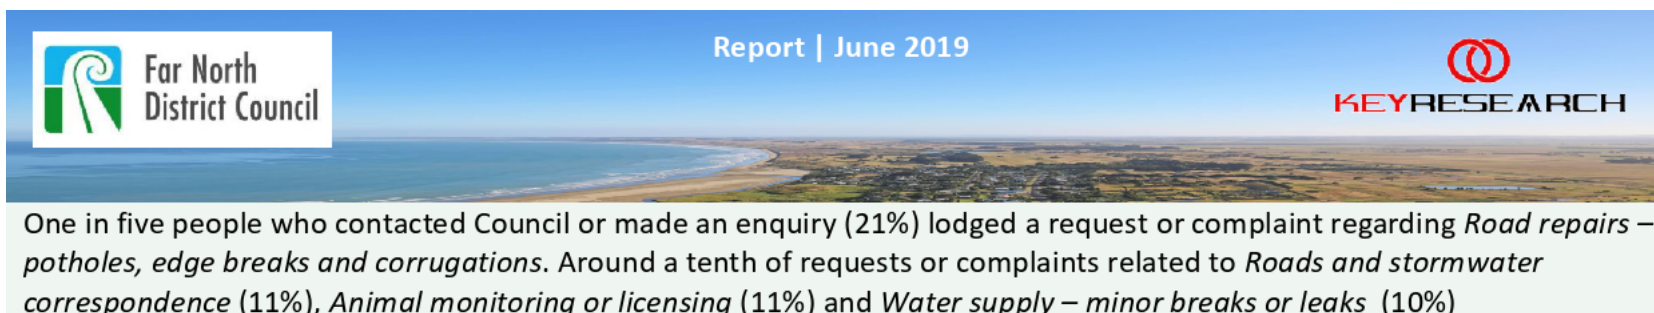 Report | June 2019
Far North
District Council
KEYRESEARCH
One in five people who contacted Council or made an enquiry (21%) lodged a request or complaint regarding Road repairs –
potholes, edge breaks and corrugations. Around a tenth of requests or complaints related to Roads and stormwater
correspondence (11%), Animal monitoring or licensing (11%) and Water supply – minor breaks or leaks (10%)